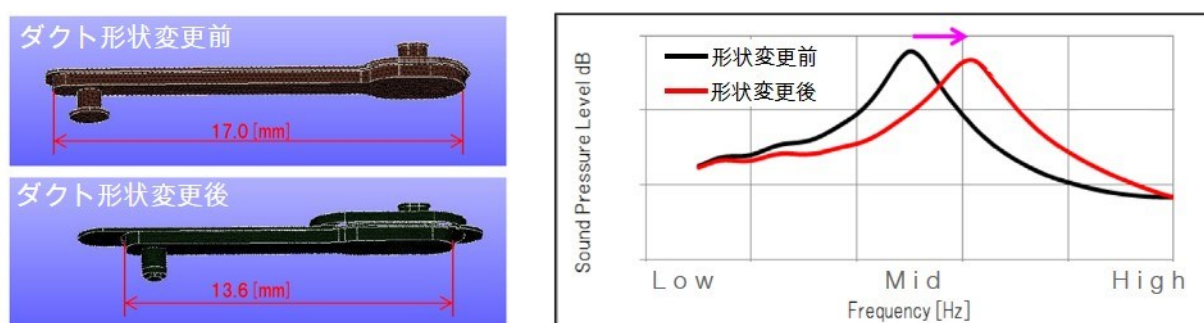 ダクト形状変更前
17.0 [mm]
ダクト形状変更後
13.6 [mm]
Sound Pressure Level dB
形状変更前
形状変更後
Low
Mid
High
Frequency [Hz]